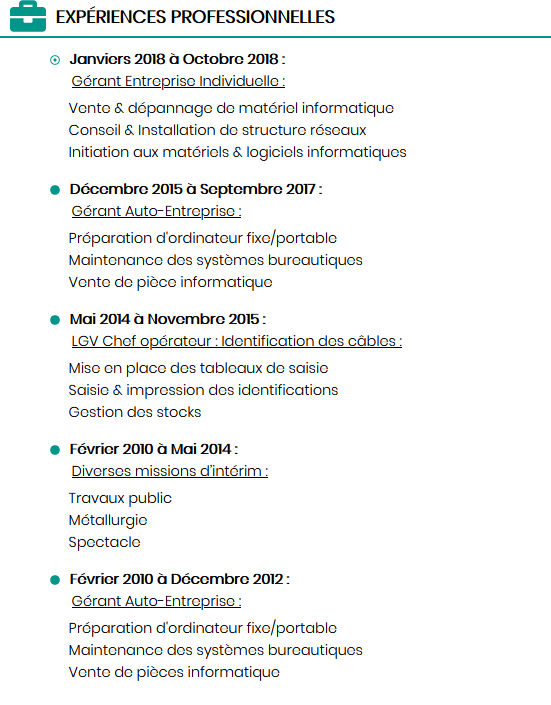 EXPÉRIENCES PROFESSIONNELLES
Janviers 2018 à Octobre 2018 :
Gérant Entreprise Individuelle :
Vente & dépannage de matériel informatique
Conseil & Installation de structure réseaux
Initiation aux matériels & logiciels informatiques
Décembre 2015 à Septembre 2017 :
Gérant Auto-Entreprise :
Préparation d'ordinateur fixe/portable
Maintenance des systèmes bureautiques
Vente de pièce informatique
Mai 2014 à Novembre 2015 :
LGV Chef opérateur : Identification des câbles :
Mise en place des tableaux de saisie
Saisie & impression des identifications
Gestion des stocks
Février 2010 à Mai 2014 :
Diverses missions d'intérim :
Travaux public
Métallurgie
Spectacle
Février 2010 à Décembre 2012 :
Gérant Auto-Entreprise :
Préparation d'ordinateur fixe/portable
Maintenance des systèmes bureautiques
Vente de pièces informatique